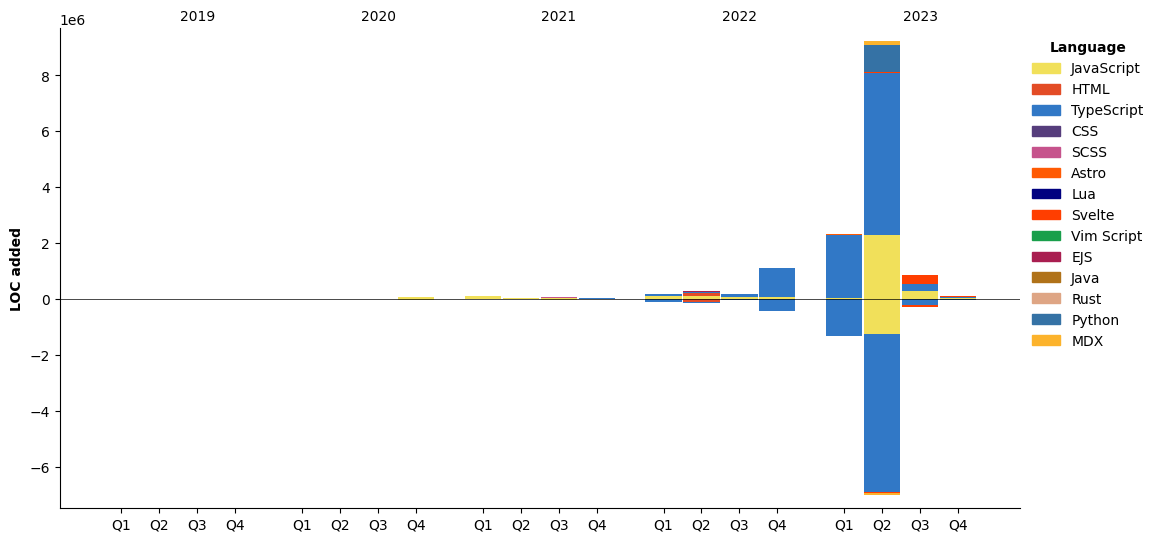 1e6
2019 2020 2021 2022 2023
LOC added
8
6
4
2
0
−2
−4
−6
Q1 Q2 Q3 Q4 Q1 Q2 Q3 Q4 Q1 Q2 Q3 Q4 Q1 Q2 Q3 Q4 Q1 Q2 Q3 Q4
Language
JavaScript
HTML
TypeScript
CSS
SCSS
Astro
Lua
Svelte
Vim Script
EJS
Java
Rust
Python
MDX